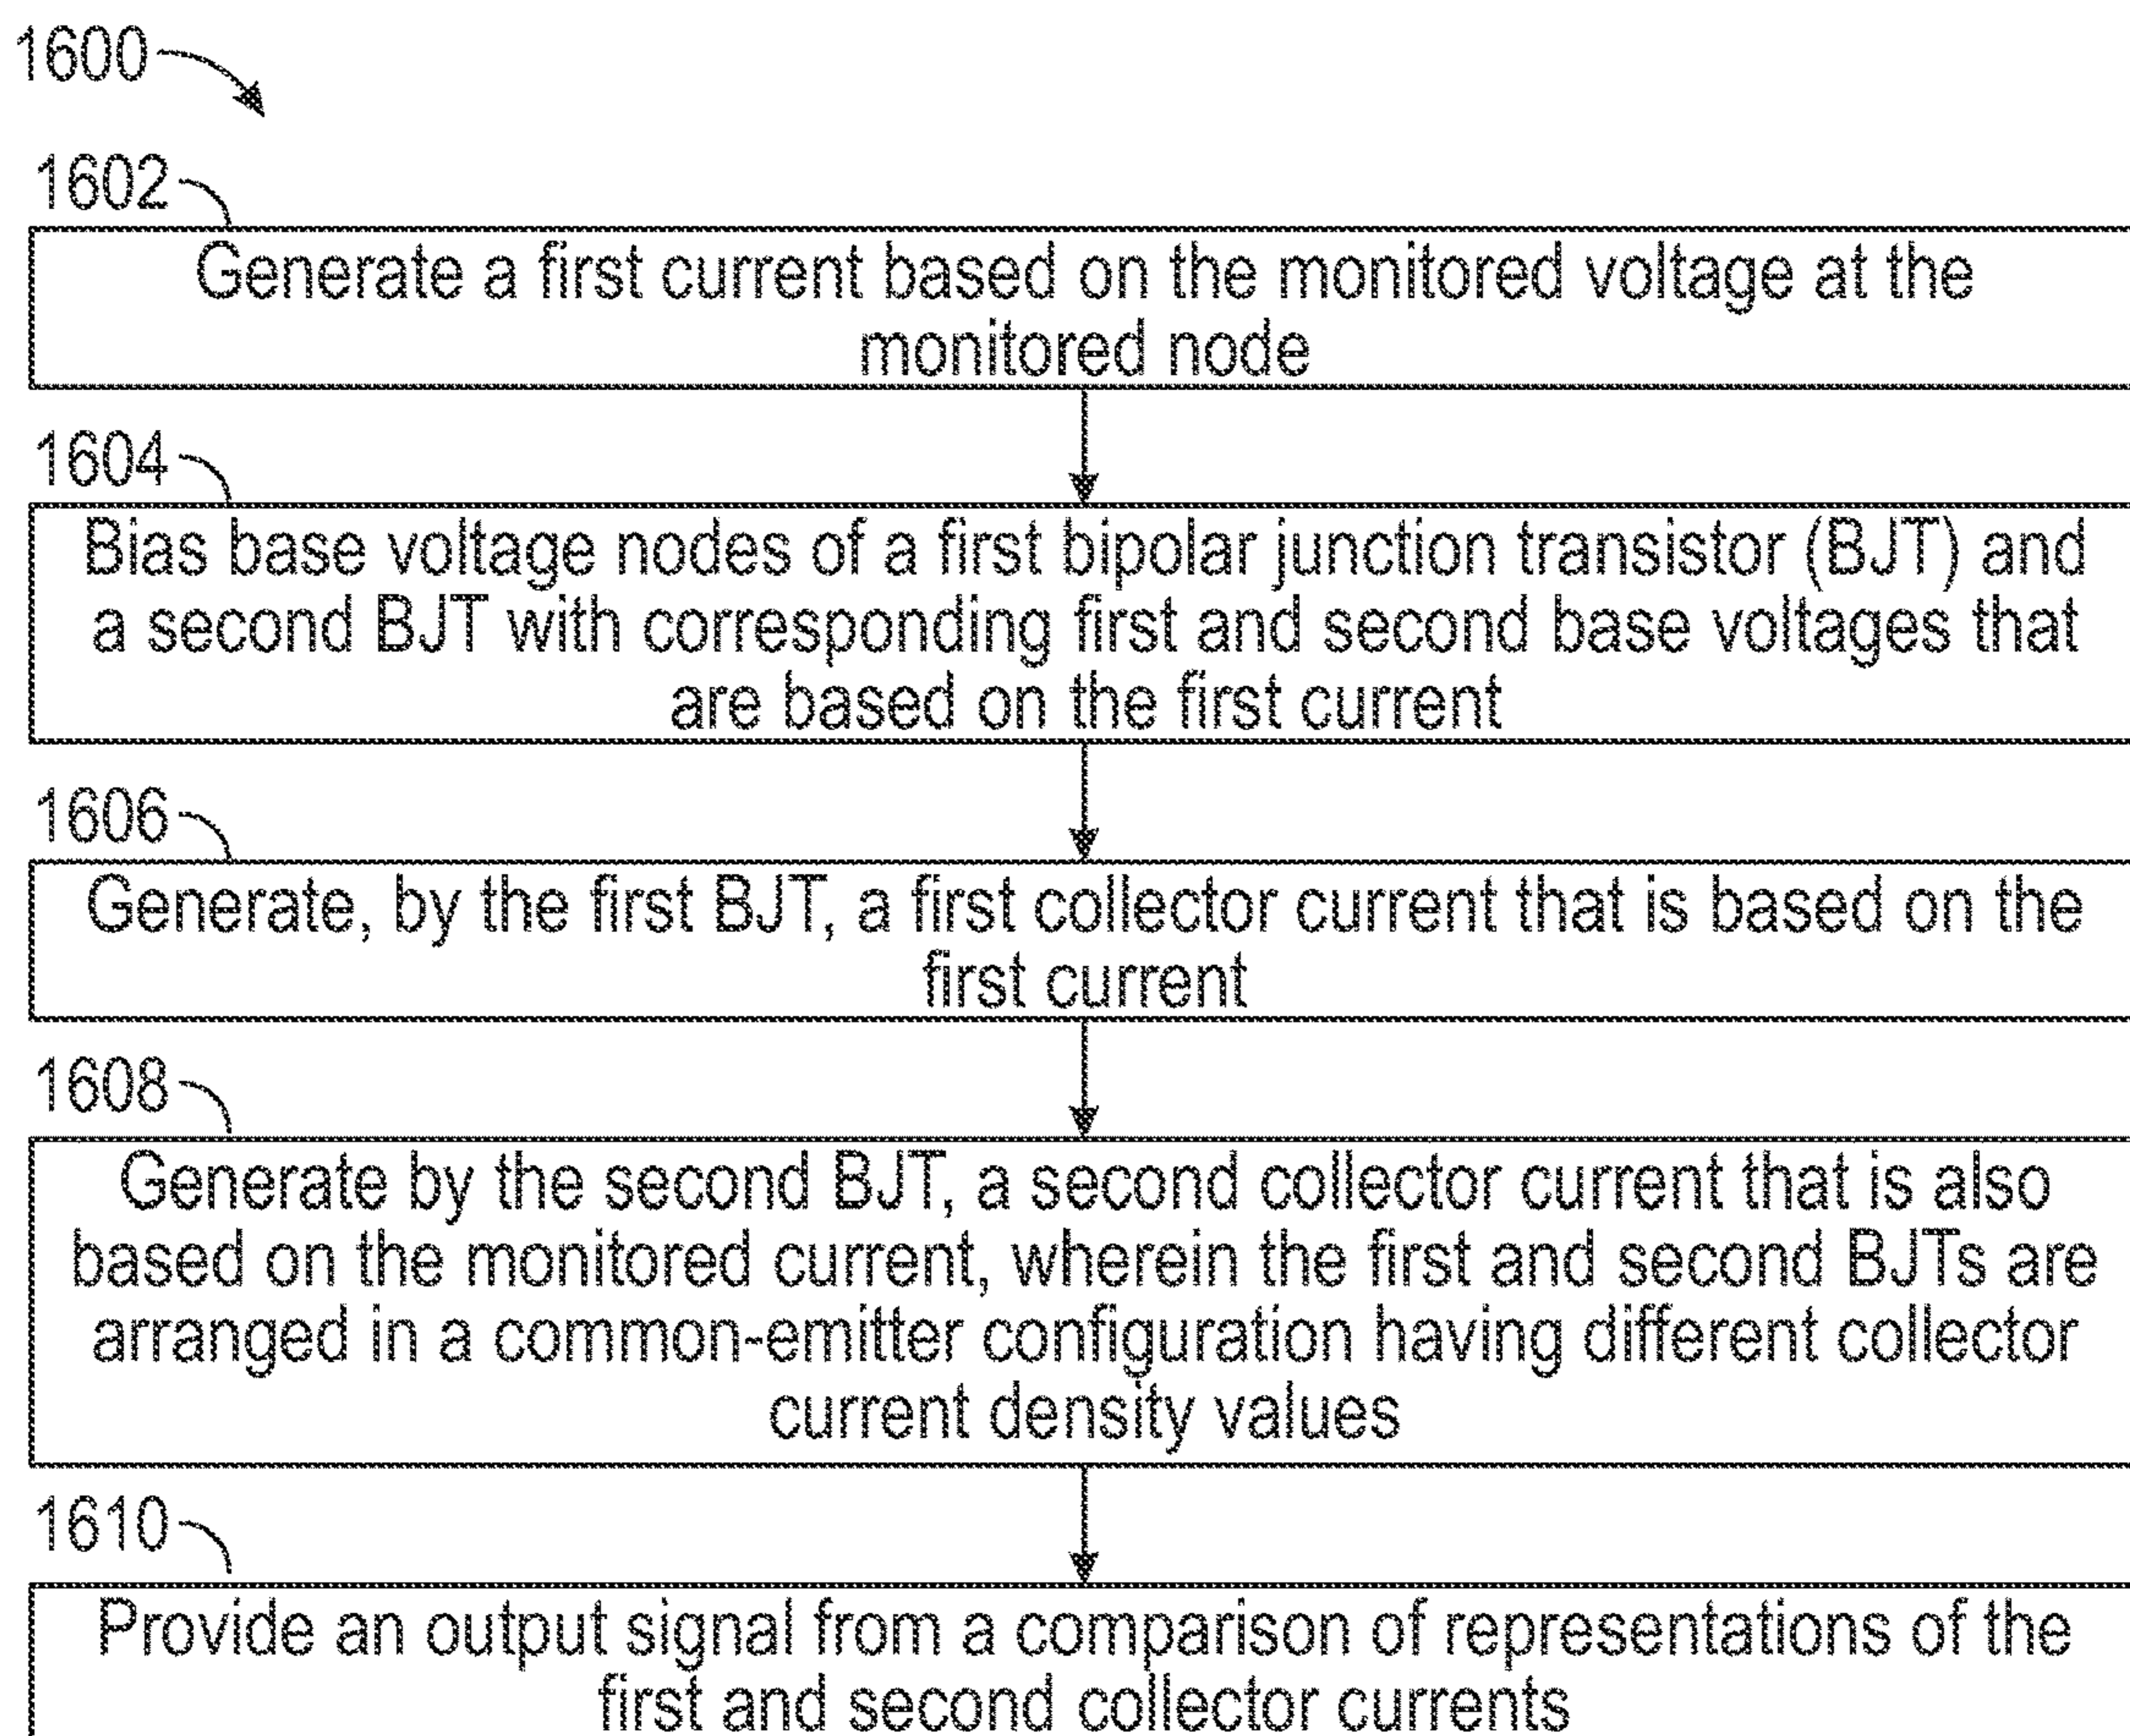 1600
1602
Generate a first current based on the monitored voltage at the
monitored node
1604
Bias base voltage nodes of a first bipolar junction transistor (BJT) and
a second BJT with corresponding first and second base voltages that
are based on the first current
1606
Generate, by the first BJT, a first collector current that is based on the
first current
1608
Generate by the second BJT, a second collector current that is also
based on the monitored current, wherein the first and second BJTs are
arranged in a common-emitter configuration having different collector
current density values
1610
Provide an output signal from a comparison of representations of the
first and second collector currents